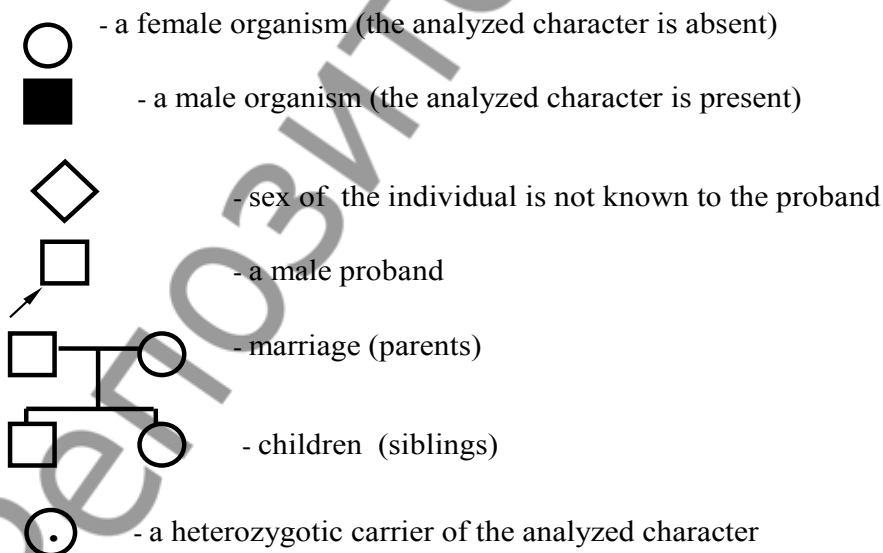 - a female organism (the analyzed character is absent)
- a male organism (the analyzed character is present)
- sex of the individual is not known to the proband
- a male proband
- marriage (parents)
- children (siblings)
- a heterozygotic carrier of the analyzed character
Репозито